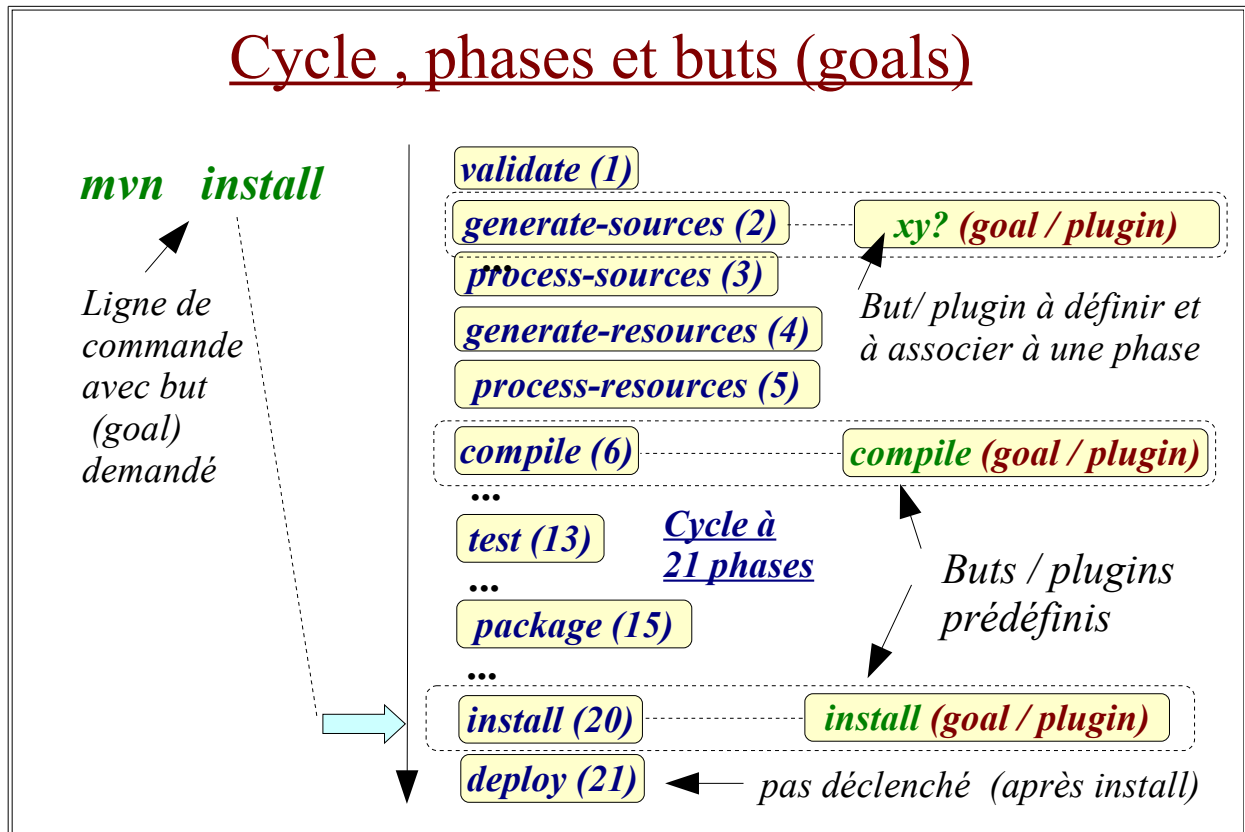 Cycle , phases et buts (goals)
mvn install
Ligne de
commande
avec but
(goal)
demandé
validate (1)
generate-sources (2)
xy? (goal / plugin)
...
process-sources (3)
But/ plugin à définir et
à associer à une phase
generate-resources (4)
process-resources (5)
compile (6)
compile (goal / plugin)
...
test (13)
Cycle à
21 phases
...
Buts / plugins
prédéfinis
package (15)
...
install (20)
install (goal / plugin)
deploy (21)
pas déclenché (après install)